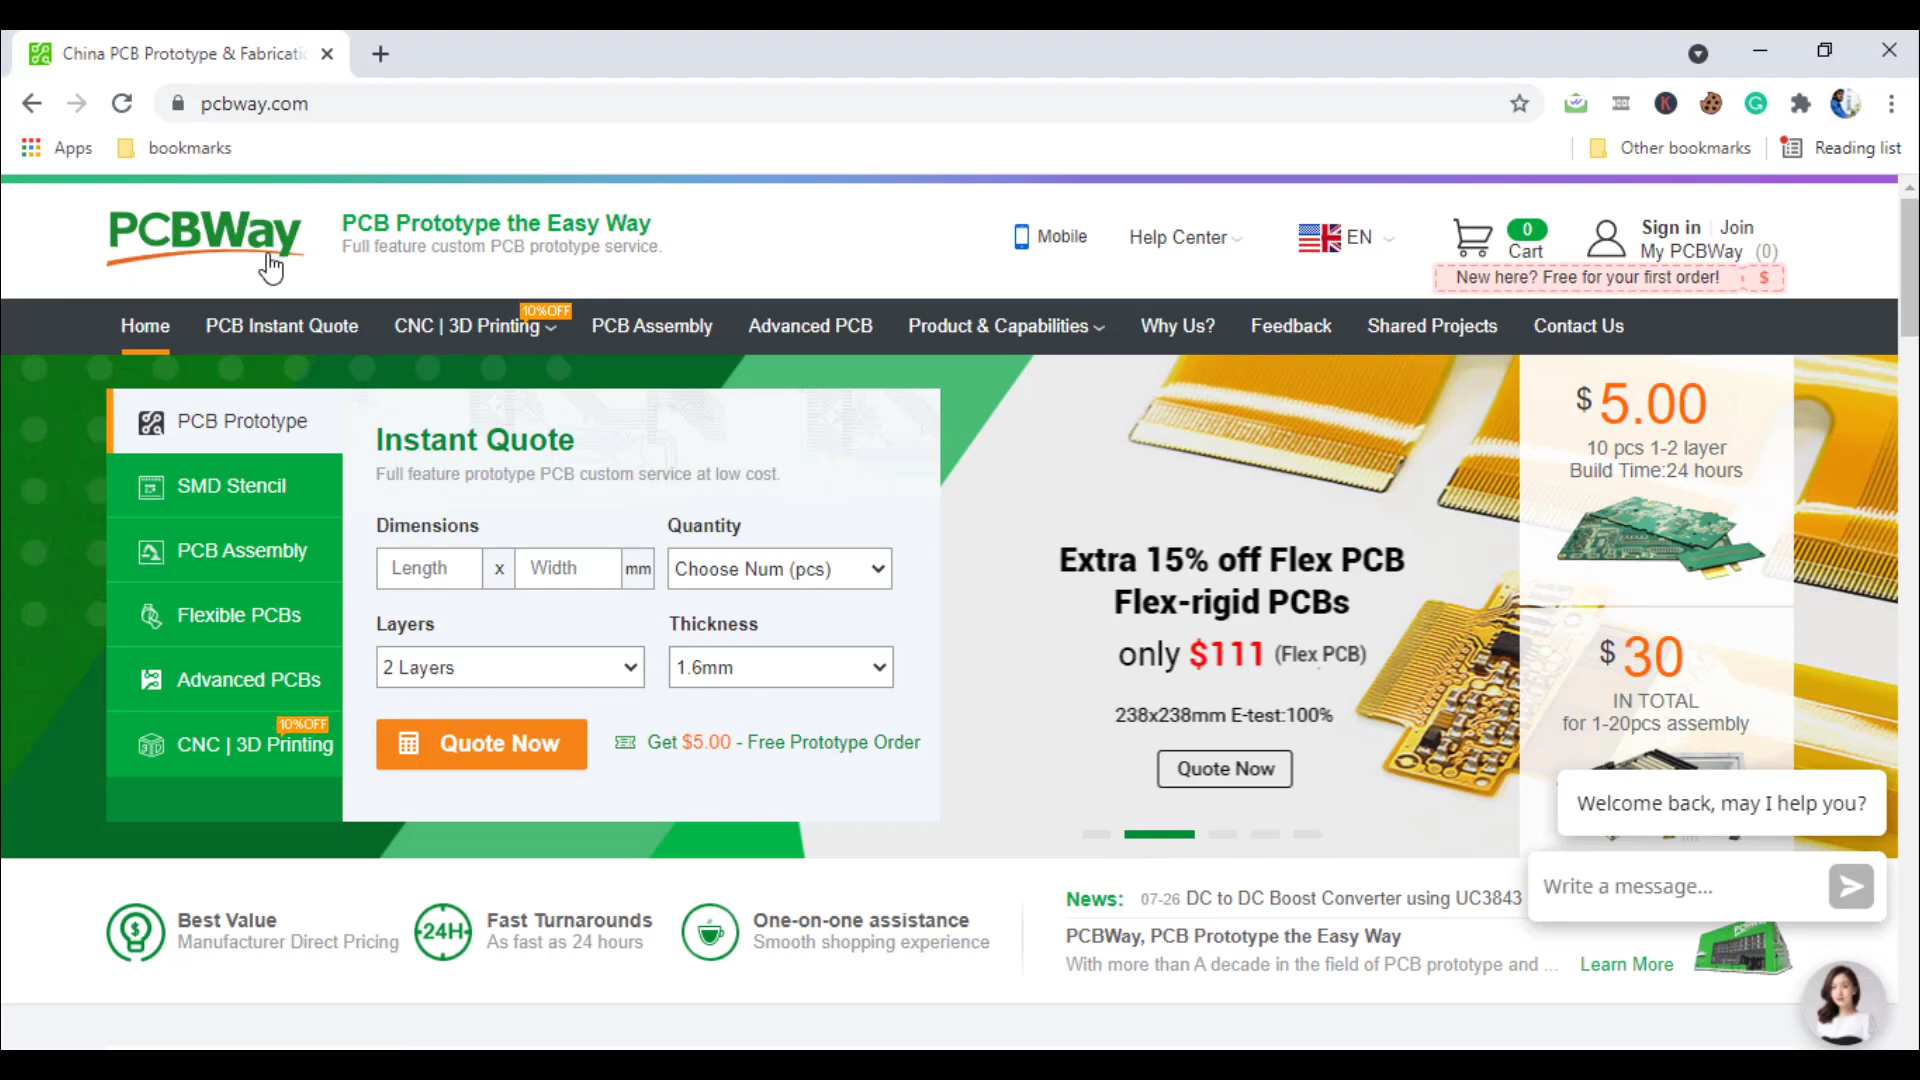 China PCB Prototype & Fabricati
pcbway.com
Apps
bookmarks
Other bookmarks
Reading list
PCBWay
PCB Prototype the Easy Way
Full feature custom PCB prototype service.
Mobile
Help Center
EN
0
Cart
Sign in
Join
My PCBWay (0)
New here? Free for your first order! $
10%OFF
Home
PCB Instant Quote
CNC | 3D Printing
PCB Assembly
Advanced PCB
Product & Capabilities
Why Us?
Feedback
Shared Projects
Contact Us
PCB Prototype
SMD Stencil
PCB Assembly
Flexible PCBs
Advanced PCBs
10%OFF
CNC | 3D Printing
Instant Quote
Full feature prototype PCB custom service at low cost.
Dimensions
Quantity
Length x Width mm
Choose Num (pcs)
Layers
Thickness
2 Layers
1.6mm
Quote Now
Get $5.00 - Free Prototype Order
Extra 15% off Flex PCB
Flex-rigid PCBs
only $111 (Flex PCB)
238x238mm E-test:100%
Quote Now
$ 5.00
10 pcs 1-2 layer
Build Time:24 hours
$ 30
IN TOTAL
for 1-20pcs assembly
Welcome back, may I help you?
Write a message...
Best Value
Manufacturer Direct Pricing
24H
Fast Turnarounds
As fast as 24 hours
One-on-one assistance
Smooth shopping experience
News: 07-26 DC to DC Boost Converter using UC3843
PCBWay, PCB Prototype the Easy Way
With more than A decade in the field of PCB prototype and ...
Learn More